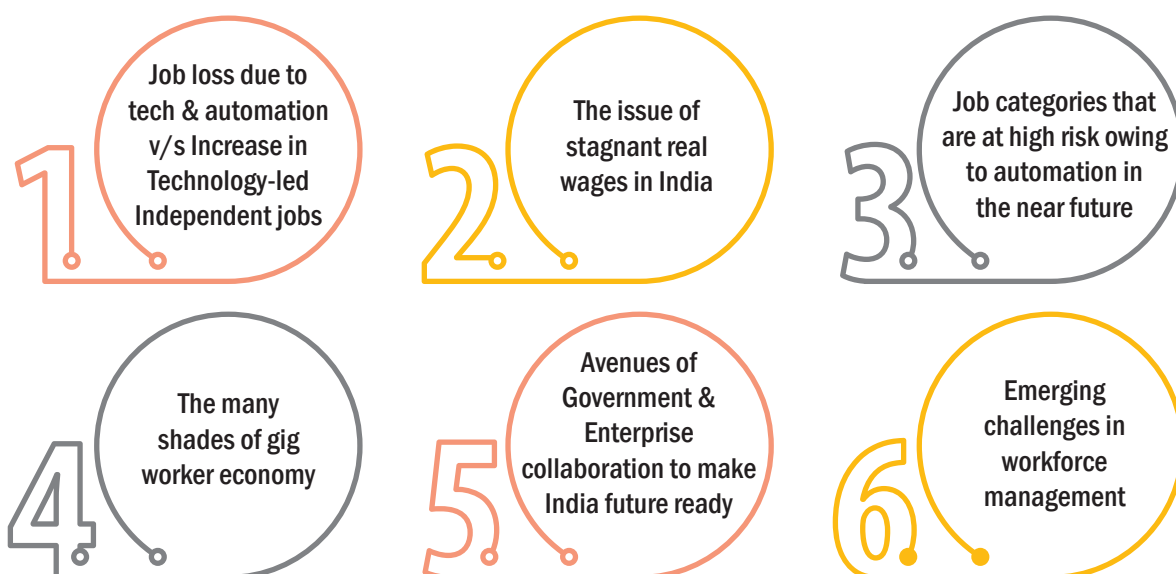 1
Job loss due to
tech & automation
v/s Increase in
Technology-led
Independent jobs
2
The issue of
stagnant real
wages in India
3
Job categories that
are at high risk owing
to automation in
the near future
4
The many
shades of gig
worker economy
5
Avenues of
Government &
Enterprise
collaboration to make
India future ready
6
Emerging
challenges in
workforce
management